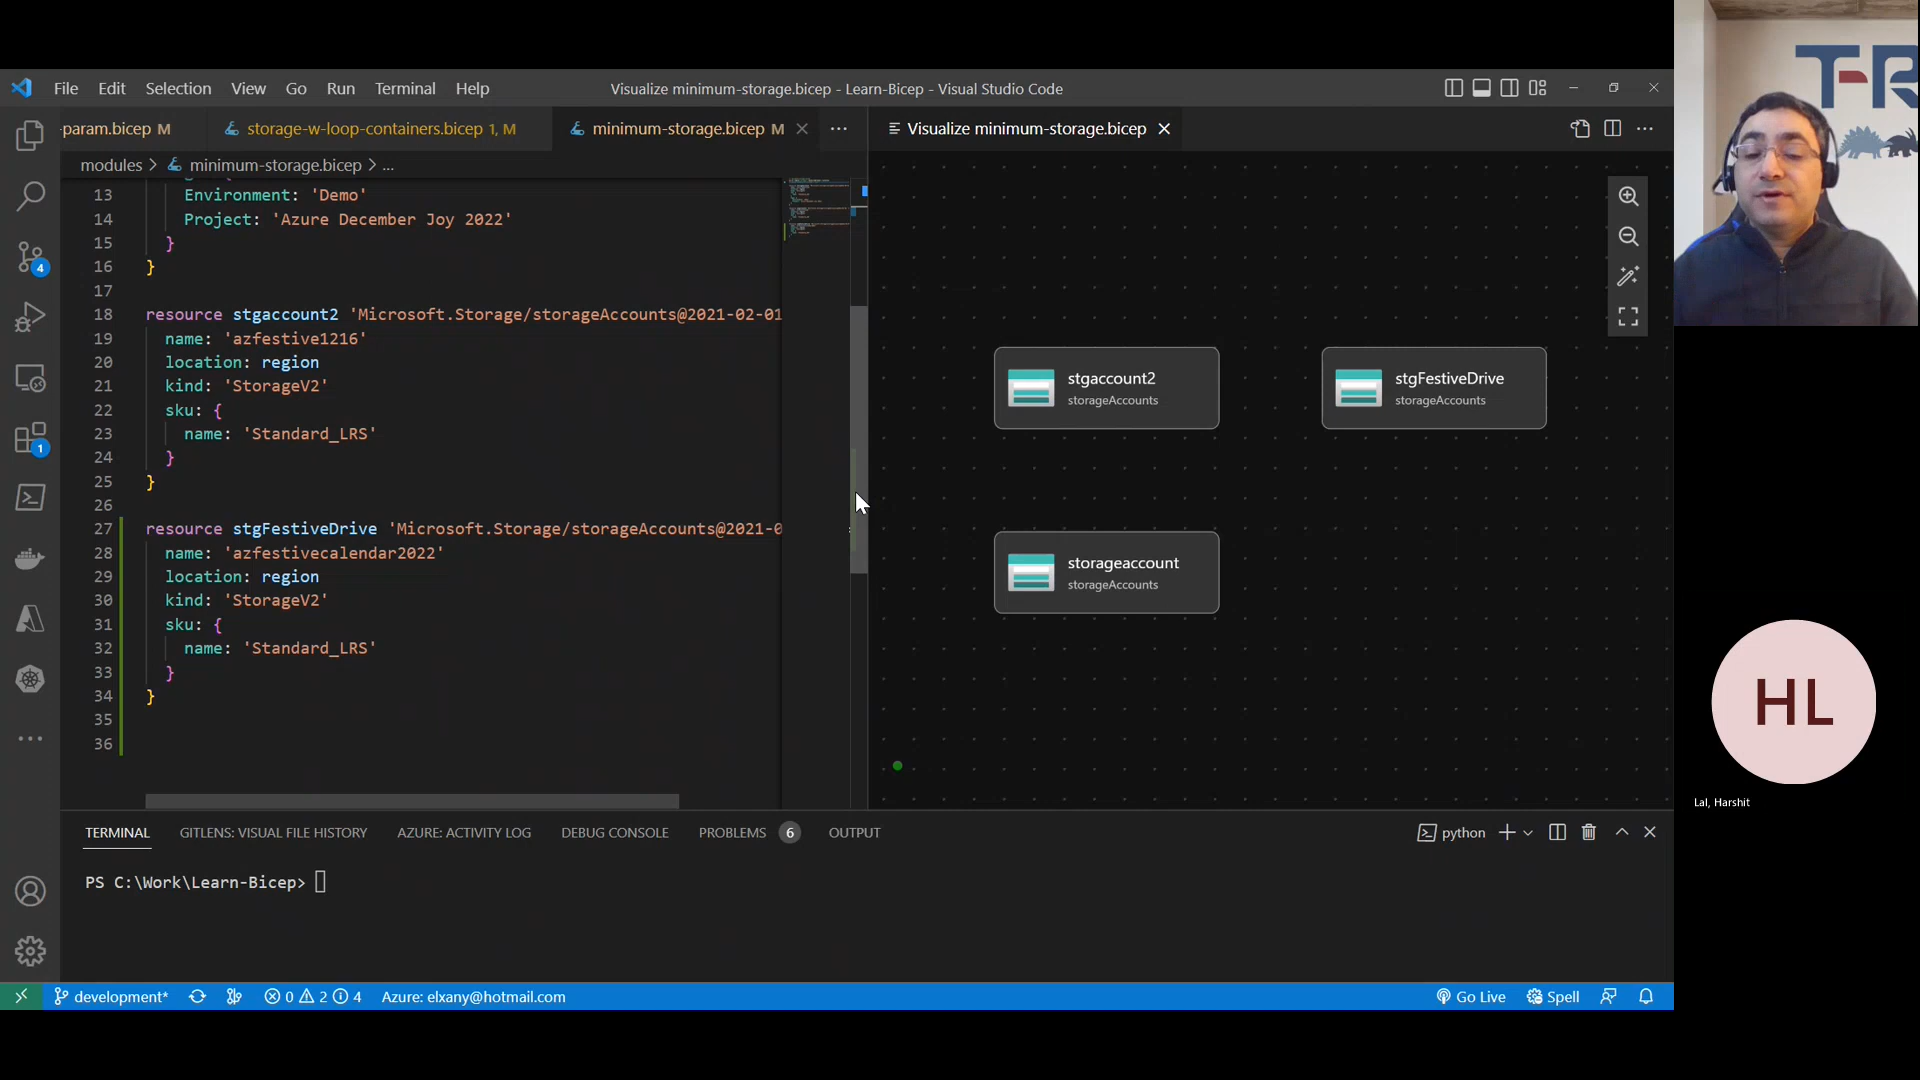 File Edit Selection View Go Run Terminal Help
Visualize minimum-storage.bicep - Learn-Bicep - Visual Studio Code
-param.bicep M
storage-w-loop-containers.bicep 1, M
minimum-storage.bicep M
Visualize minimum-storage.bicep
modules > minimum-storage.bicep > ...
13 Environment: 'Demo'
14 Project: 'Azure December Joy 2022'
15 }
16 }
17
18 resource stgaccount2 'Microsoft.Storage/storageAccounts@2021-02-01
19 name: 'azfestive1216'
20 location: region
21 kind: 'StorageV2'
22 sku: {
23 name: 'Standard_LRS'
24 }
25 }
26
27 resource stgFestiveDrive 'Microsoft.Storage/storageAccounts@2021-0
28 name: 'azfestivecalendar2022'
29 location: region
30 kind: 'StorageV2'
31 sku: {
32 name: 'Standard_LRS'
33 }
34 }
35
36
stgaccount2
storageAccounts
stgFestiveDrive
storageAccounts
storageaccount
storageAccounts
4
1
TERMINAL GITLENS: VISUAL FILE HISTORY AZURE: ACTIVITY LOG DEBUG CONSOLE PROBLEMS 6 OUTPUT
python
PS C:\Work\Learn-Bicep>
development* 0 2 4 Azure: elxany@hotmail.com
Go Live Spell
T-R
HL
Lal, Harshit